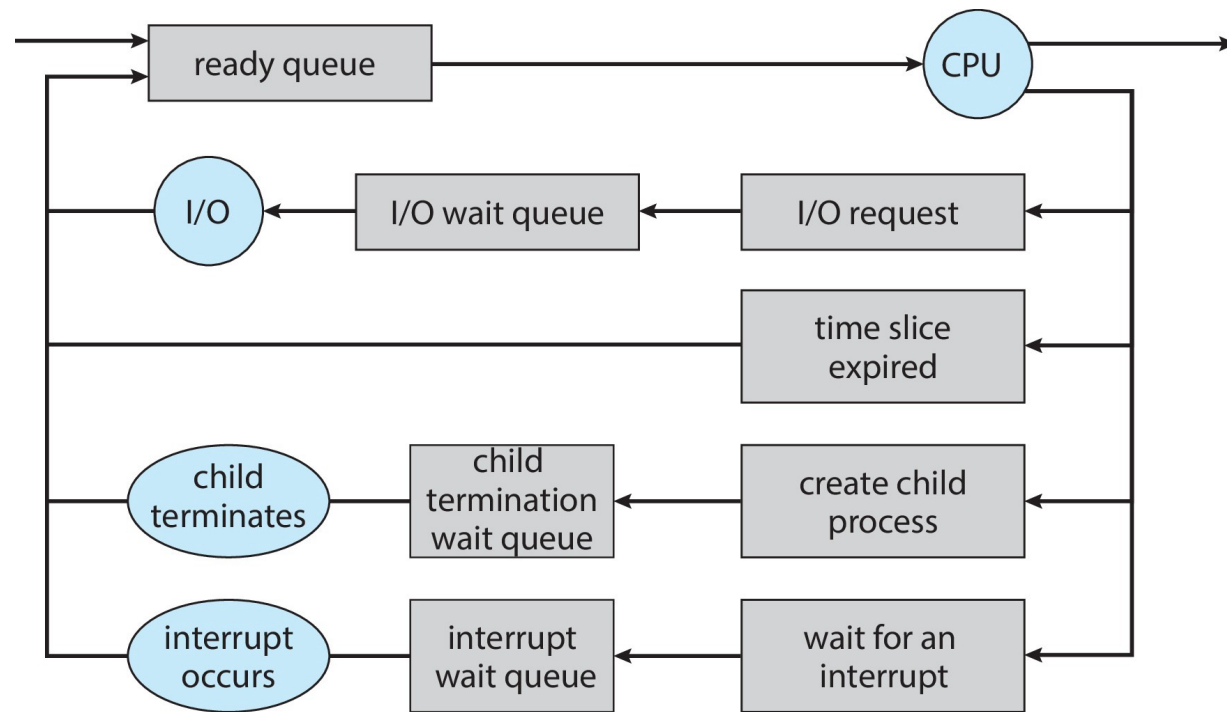 ready queue
CPU
I/O
I/O wait queue
I/O request
time slice
expired
child
terminates
child
termination
wait queue
create child
process
interrupt
occurs
interrupt
wait queue
wait for an
interrupt